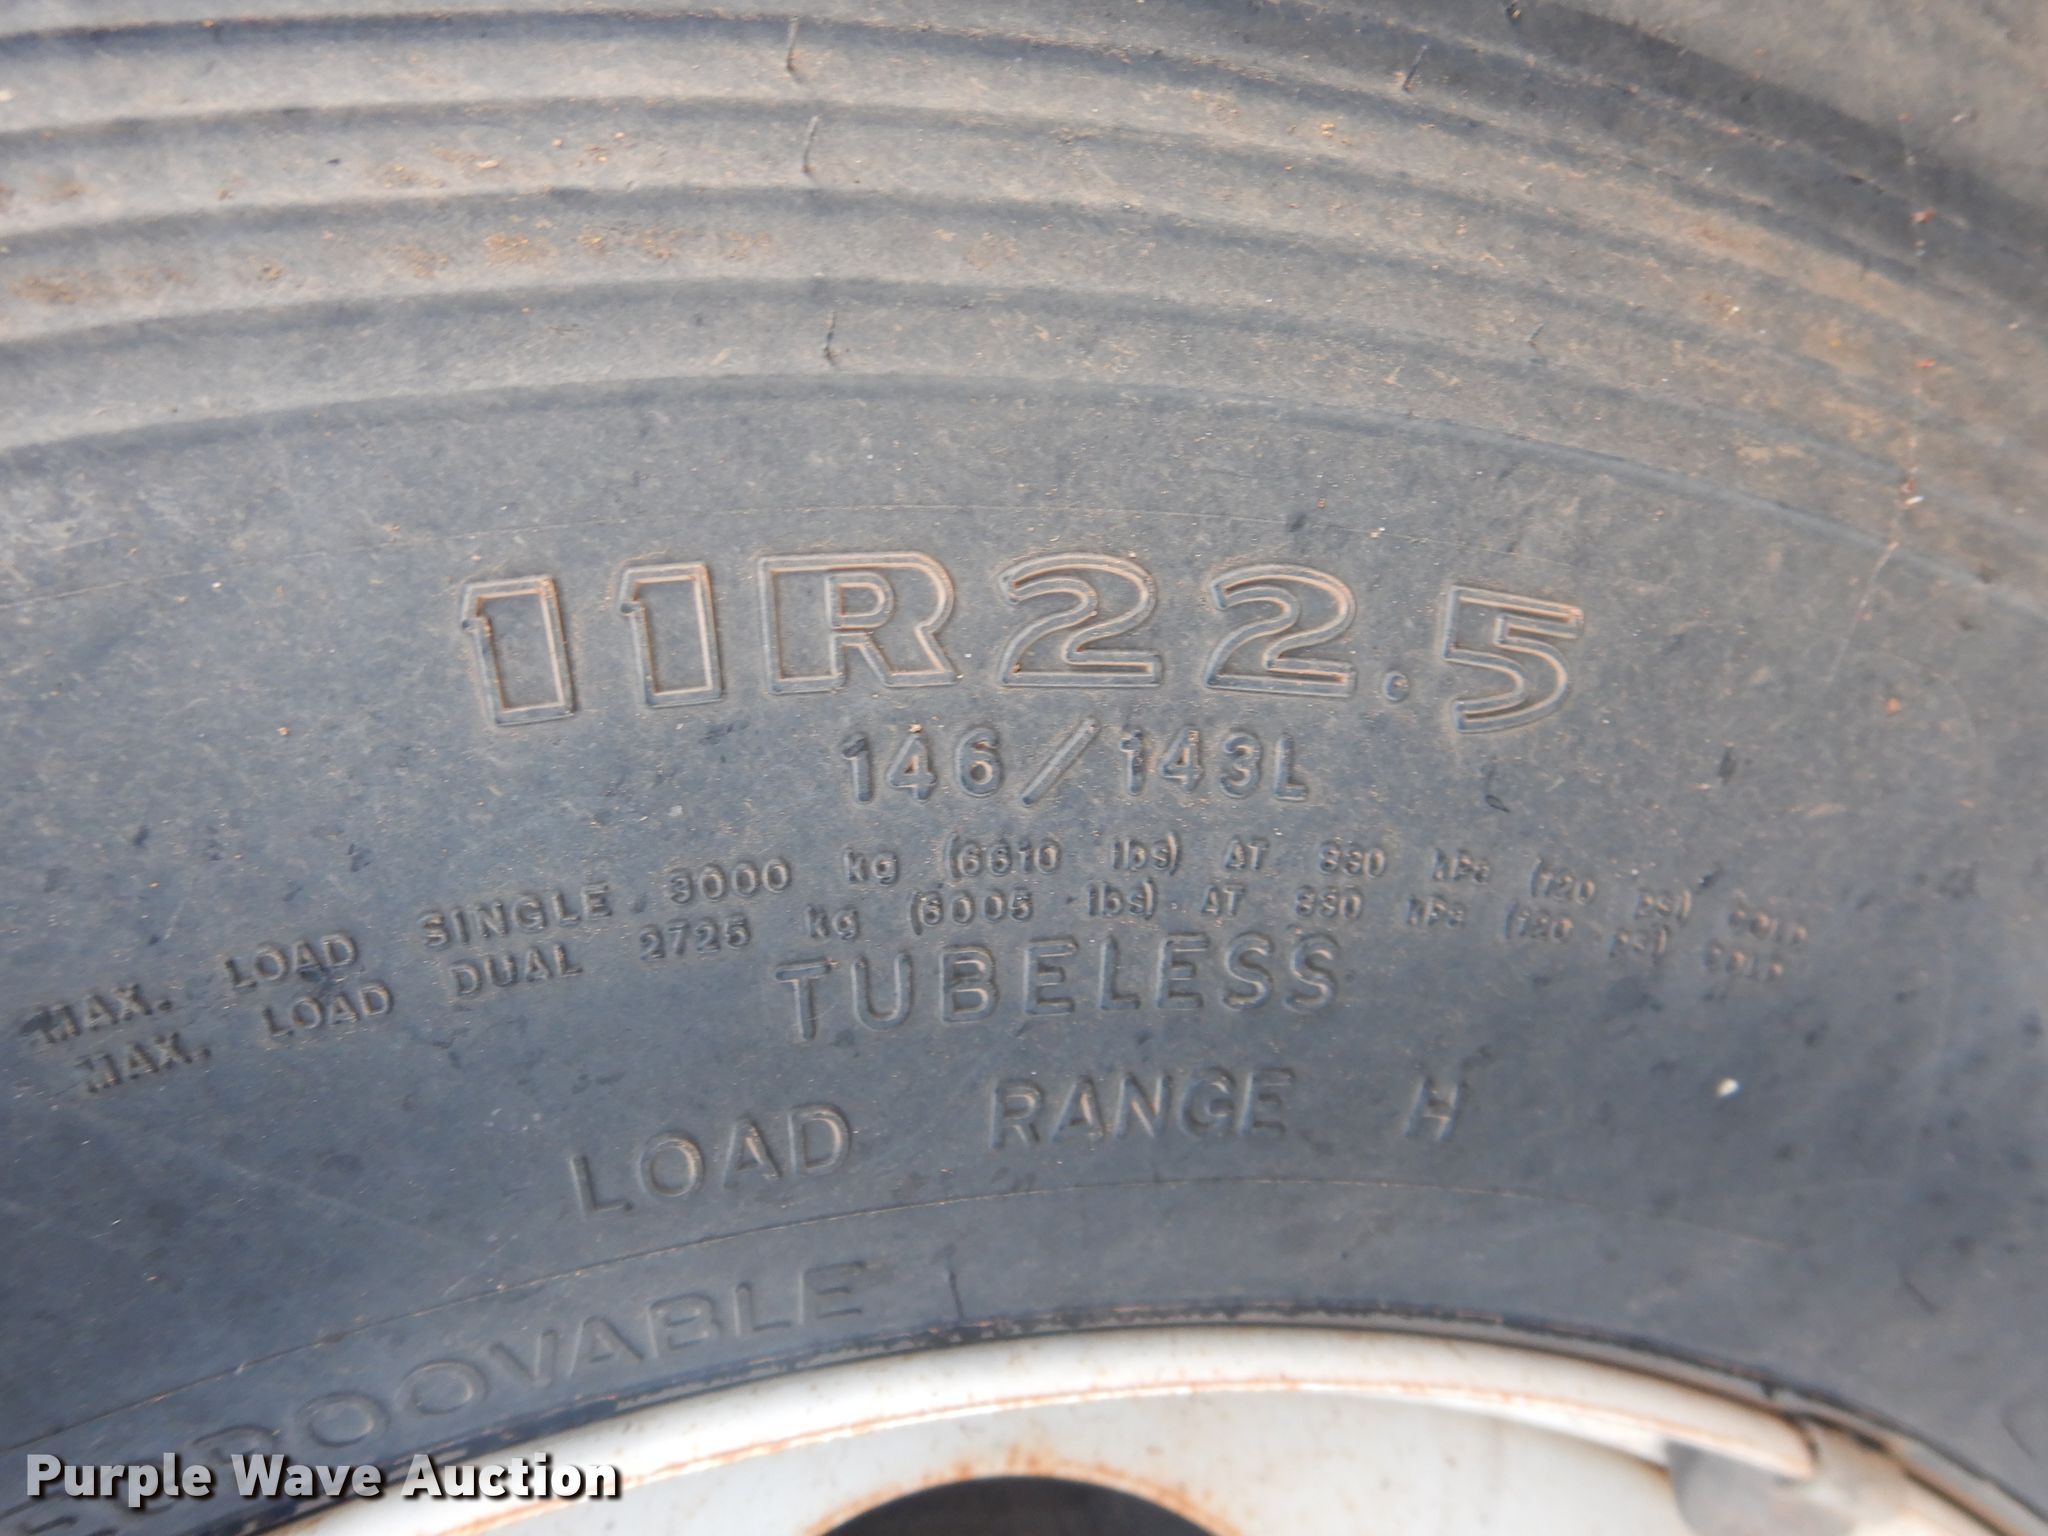 11R22.5
146/143L
MAX. LOAD SINGLE 3000 kg (6610 lbs) AT 830 kPa (120 psi) COLD
MAX. LOAD DUAL 2725 kg (6005 lbs) AT 830 kPa (120 psi) COLD
TUBELESS
LOAD RANGE H
Purple Wave Auction